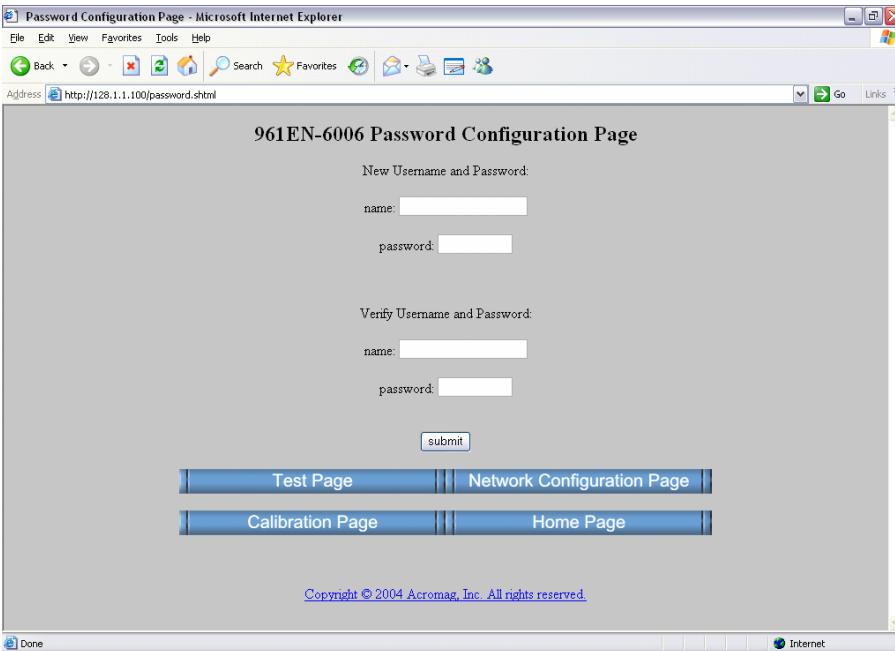 Password Configuration Page - Microsoft Internet Explorer
File Edit View Favorites Tools Help
Back Search Favorites
Address http://128.1.1.100/password.shtml Go Links
961EN-6006 Password Configuration Page
New Username and Password:
name:
password:
Verify Username and Password:
name:
password:
submit
Test Page Network Configuration Page
Calibration Page Home Page
Copyright © 2004 Acromag, Inc. All rights reserved.
Done Internet